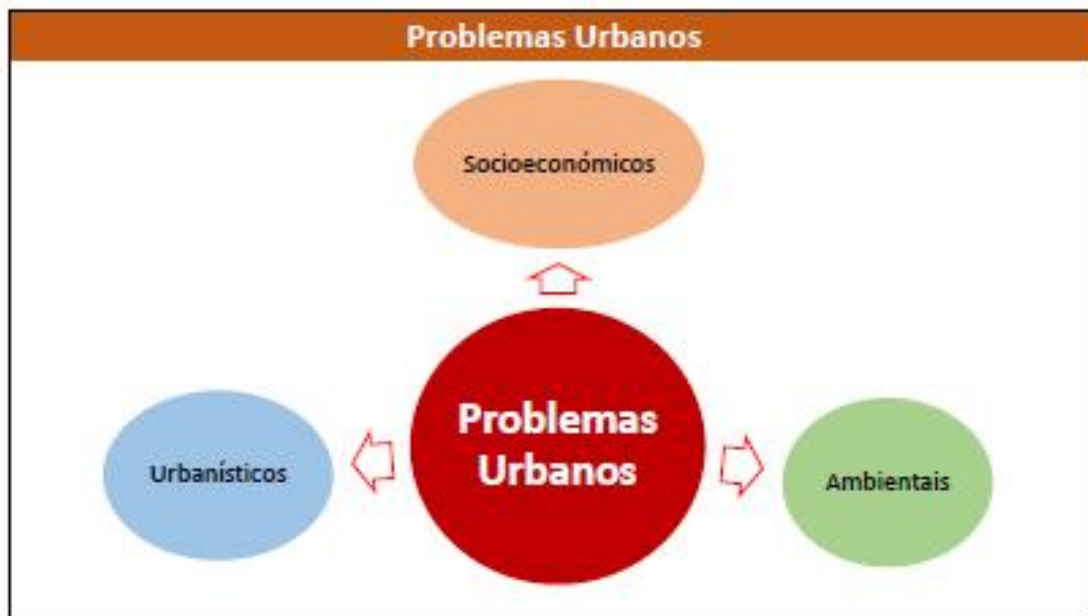 Problemas Urbanos
Socioeconómicos
Problemas
Urbanos
Urbanísticos
Ambientais